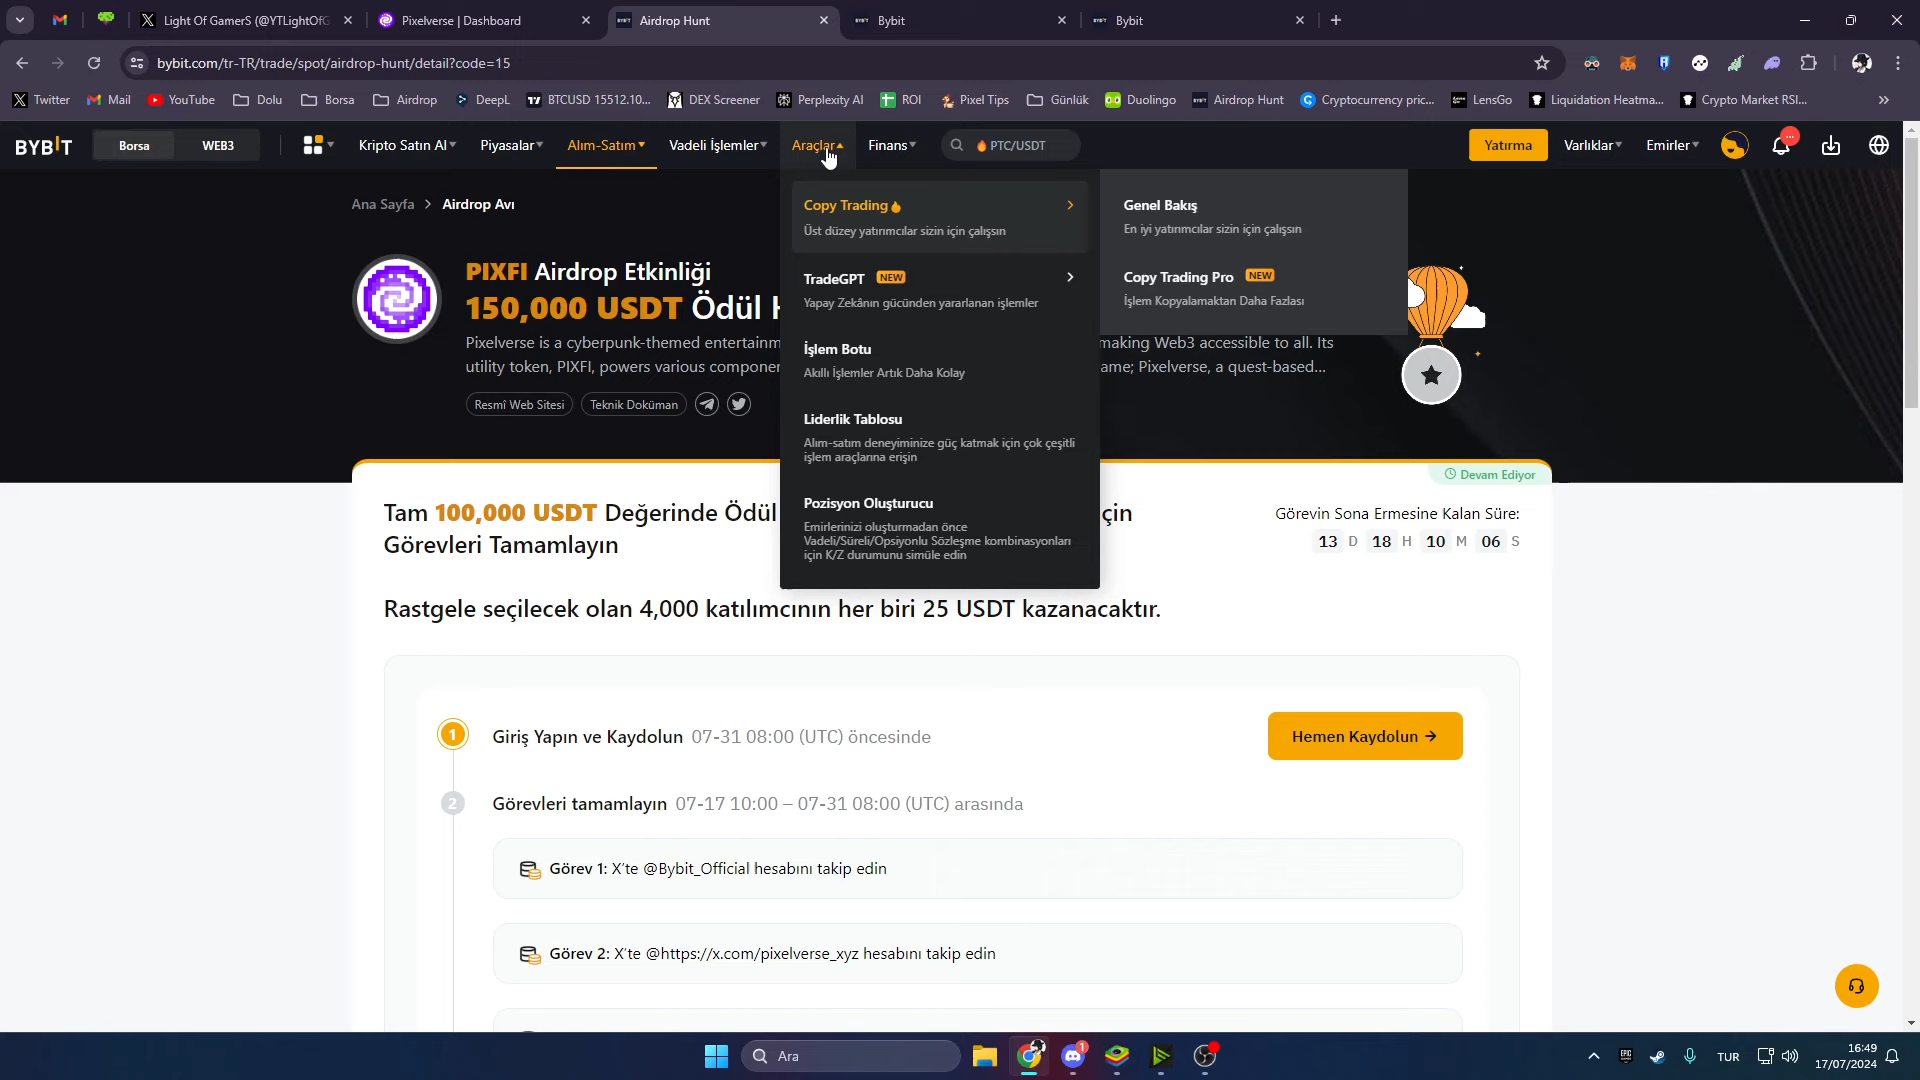 Light Of GamerS (@YTLightOfG
Pixelverse | Dashboard
Airdrop Hunt
Bybit
Bybit
bybit.com/tr-TR/trade/spot/airdrop-hunt/detail?code=15
Twitter
Mail
YouTube
Dolu
Borsa
Airdrop
DeepL
BTCUSD 15512.10...
DEX Screener
Perplexity AI
ROI
Pixel Tips
Günlük
Duolingo
Airdrop Hunt
Cryptocurrency pric...
LensGo
Liquidation Heatma...
Crypto Market RSI...
BYBIT
Borsa
WEB3
Kripto Satın Al
Piyasalar
Alım-Satım
Vadeli İşlemler
Araçlar
Finans
PTC/USDT
Yatırma
Varlıklar
Emirler
Ana Sayfa > Airdrop Avı
PIXFI Airdrop Etkinliği
150,000 USDT Ödül H
Pixelverse is a cyberpunk-themed entertainm
making Web3 accessible to all. Its
utility token, PIXFI, powers various componen
ame; Pixelverse, a quest-based...
Resmî Web Sitesi
Teknik Doküman
Copy Trading
Üst düzey yatırımcılar sizin için çalışsın
TradeGPT NEW
Yapay Zekânın gücünden yararlanan işlemler
İşlem Botu
Akıllı İşlemler Artık Daha Kolay
Liderlik Tablosu
Alım-satım deneyiminize güç katmak için çok çeşitli
işlem araçlarına erişin
Pozisyon Oluşturucu
Emirlerinizi oluşturmadan önce
Vadeli/Süreli/Opsiyonlu Sözleşme kombinasyonları
için K/Z durumunu simüle edin
Genel Bakış
En iyi yatırımcılar sizin için çalışsın
Copy Trading Pro NEW
İşlem Kopyalamaktan Daha Fazlası
Devam Ediyor
Tam 100,000 USDT Değerinde Ödül
çin
Görevleri Tamamlayın
Görevin Sona Ermesine Kalan Süre:
13 D 18 H 10 M 06 S
Rastgele seçilecek olan 4,000 katılımcının her biri 25 USDT kazanacaktır.
1 Giriş Yapın ve Kaydolun 07-31 08:00 (UTC) öncesinde
Hemen Kaydolun →
2 Görevleri tamamlayın 07-17 10:00 – 07-31 08:00 (UTC) arasında
Görev 1: X'te @Bybit_Official hesabını takip edin
Görev 2: X'te @https://x.com/pixelverse_xyz hesabını takip edin
Ara
1
TUR
16:49
17/07/2024